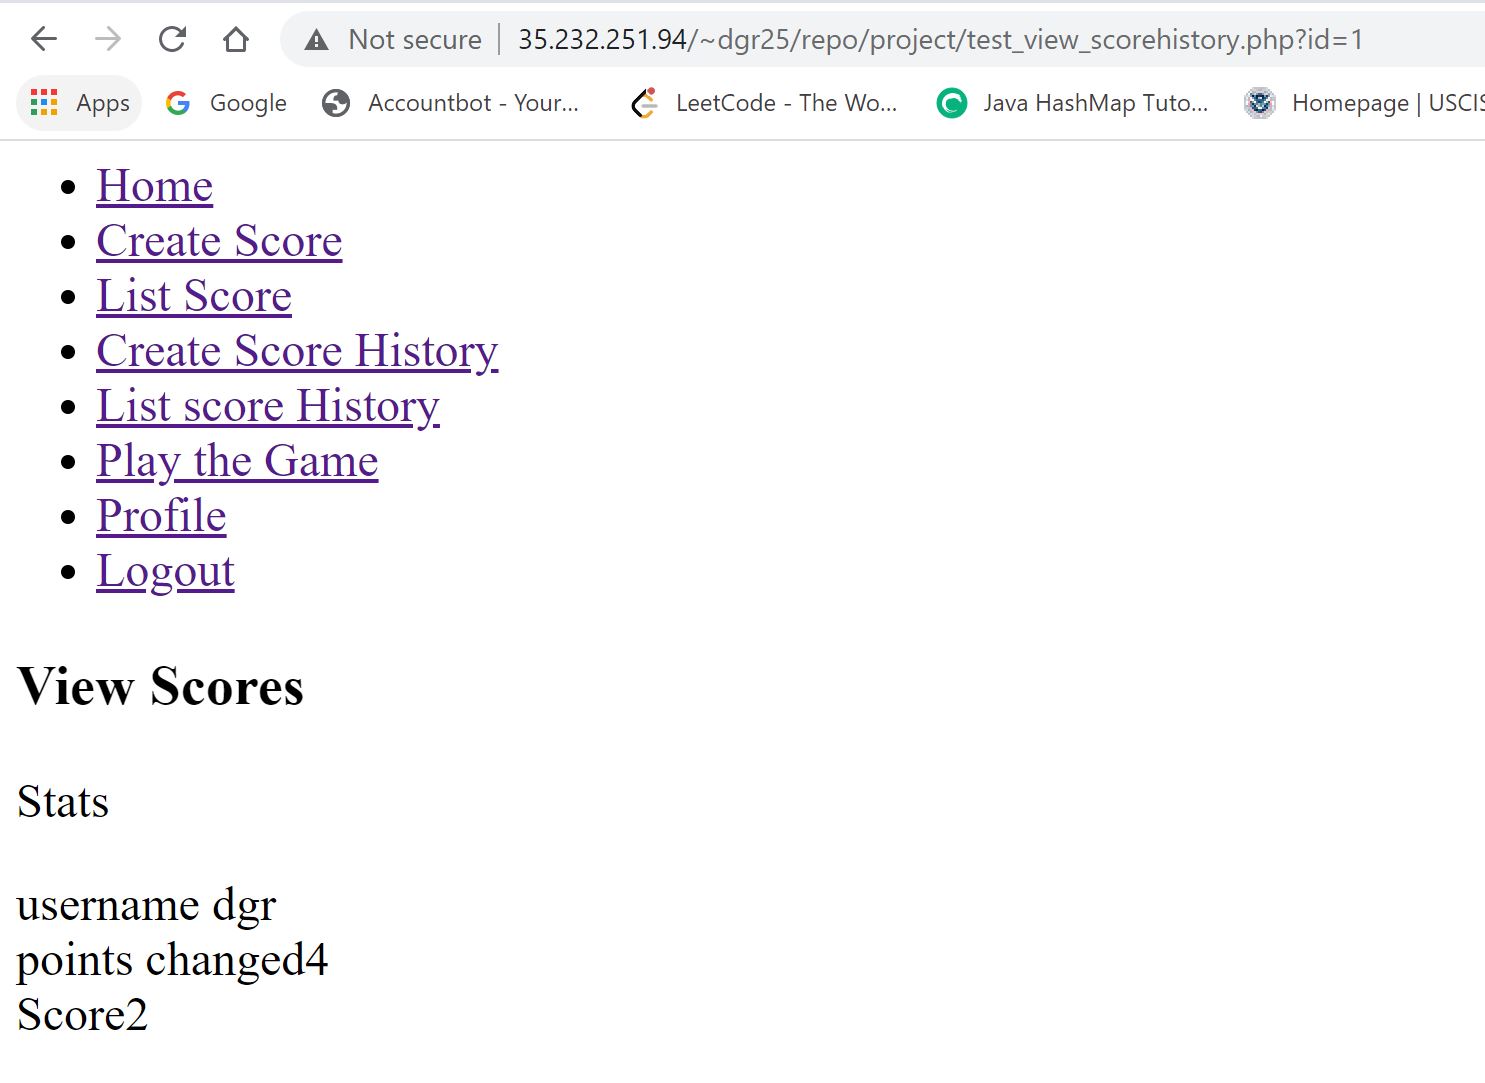 Not secure 35.232.251.94/~dgr25/repo/project/test_view_scorehistory.php?id=1
Apps Google Accountbot - Your... LeetCode - The Wo... Java HashMap Tuto... Homepage | USCIS
Home
Create Score
List Score
Create Score History
List score History
Play the Game
Profile
Logout
View Scores
Stats
username dgr
points changed4
Score2